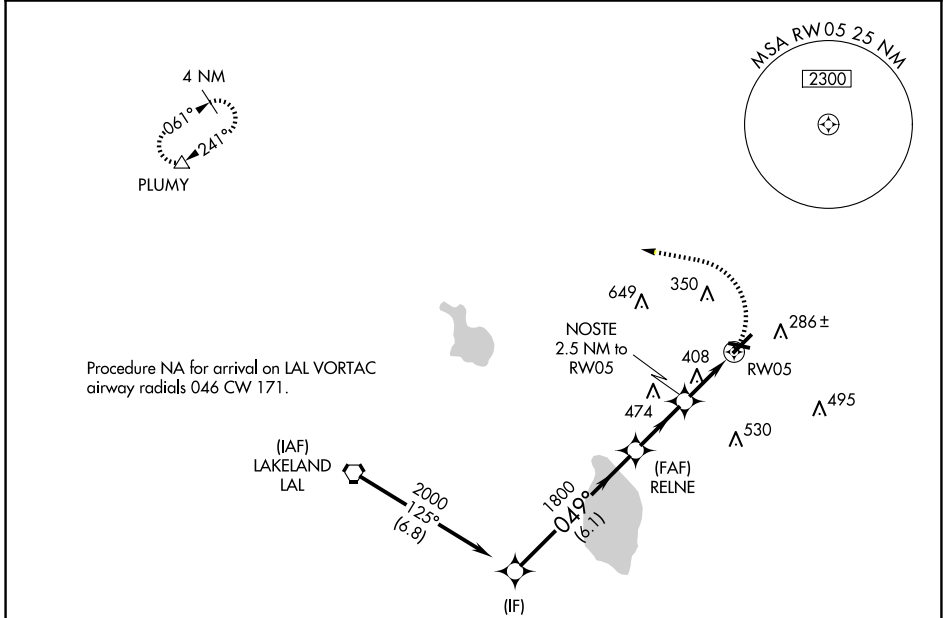 MSA RW05 25 NM
2300
4 NM
061°
241°
PLUMY
649
350
286±
NOSTE
2.5 NM to
RW05
408
RW05
474
495
530
Procedure NA for arrival on LAL VORTAC
airway radials 046 CW 171.
(IAF)
LAKELAND
LAL
2000
125°
(6.8)
1800
049°
(6.1)
(FAF)
RELNE
(IF)